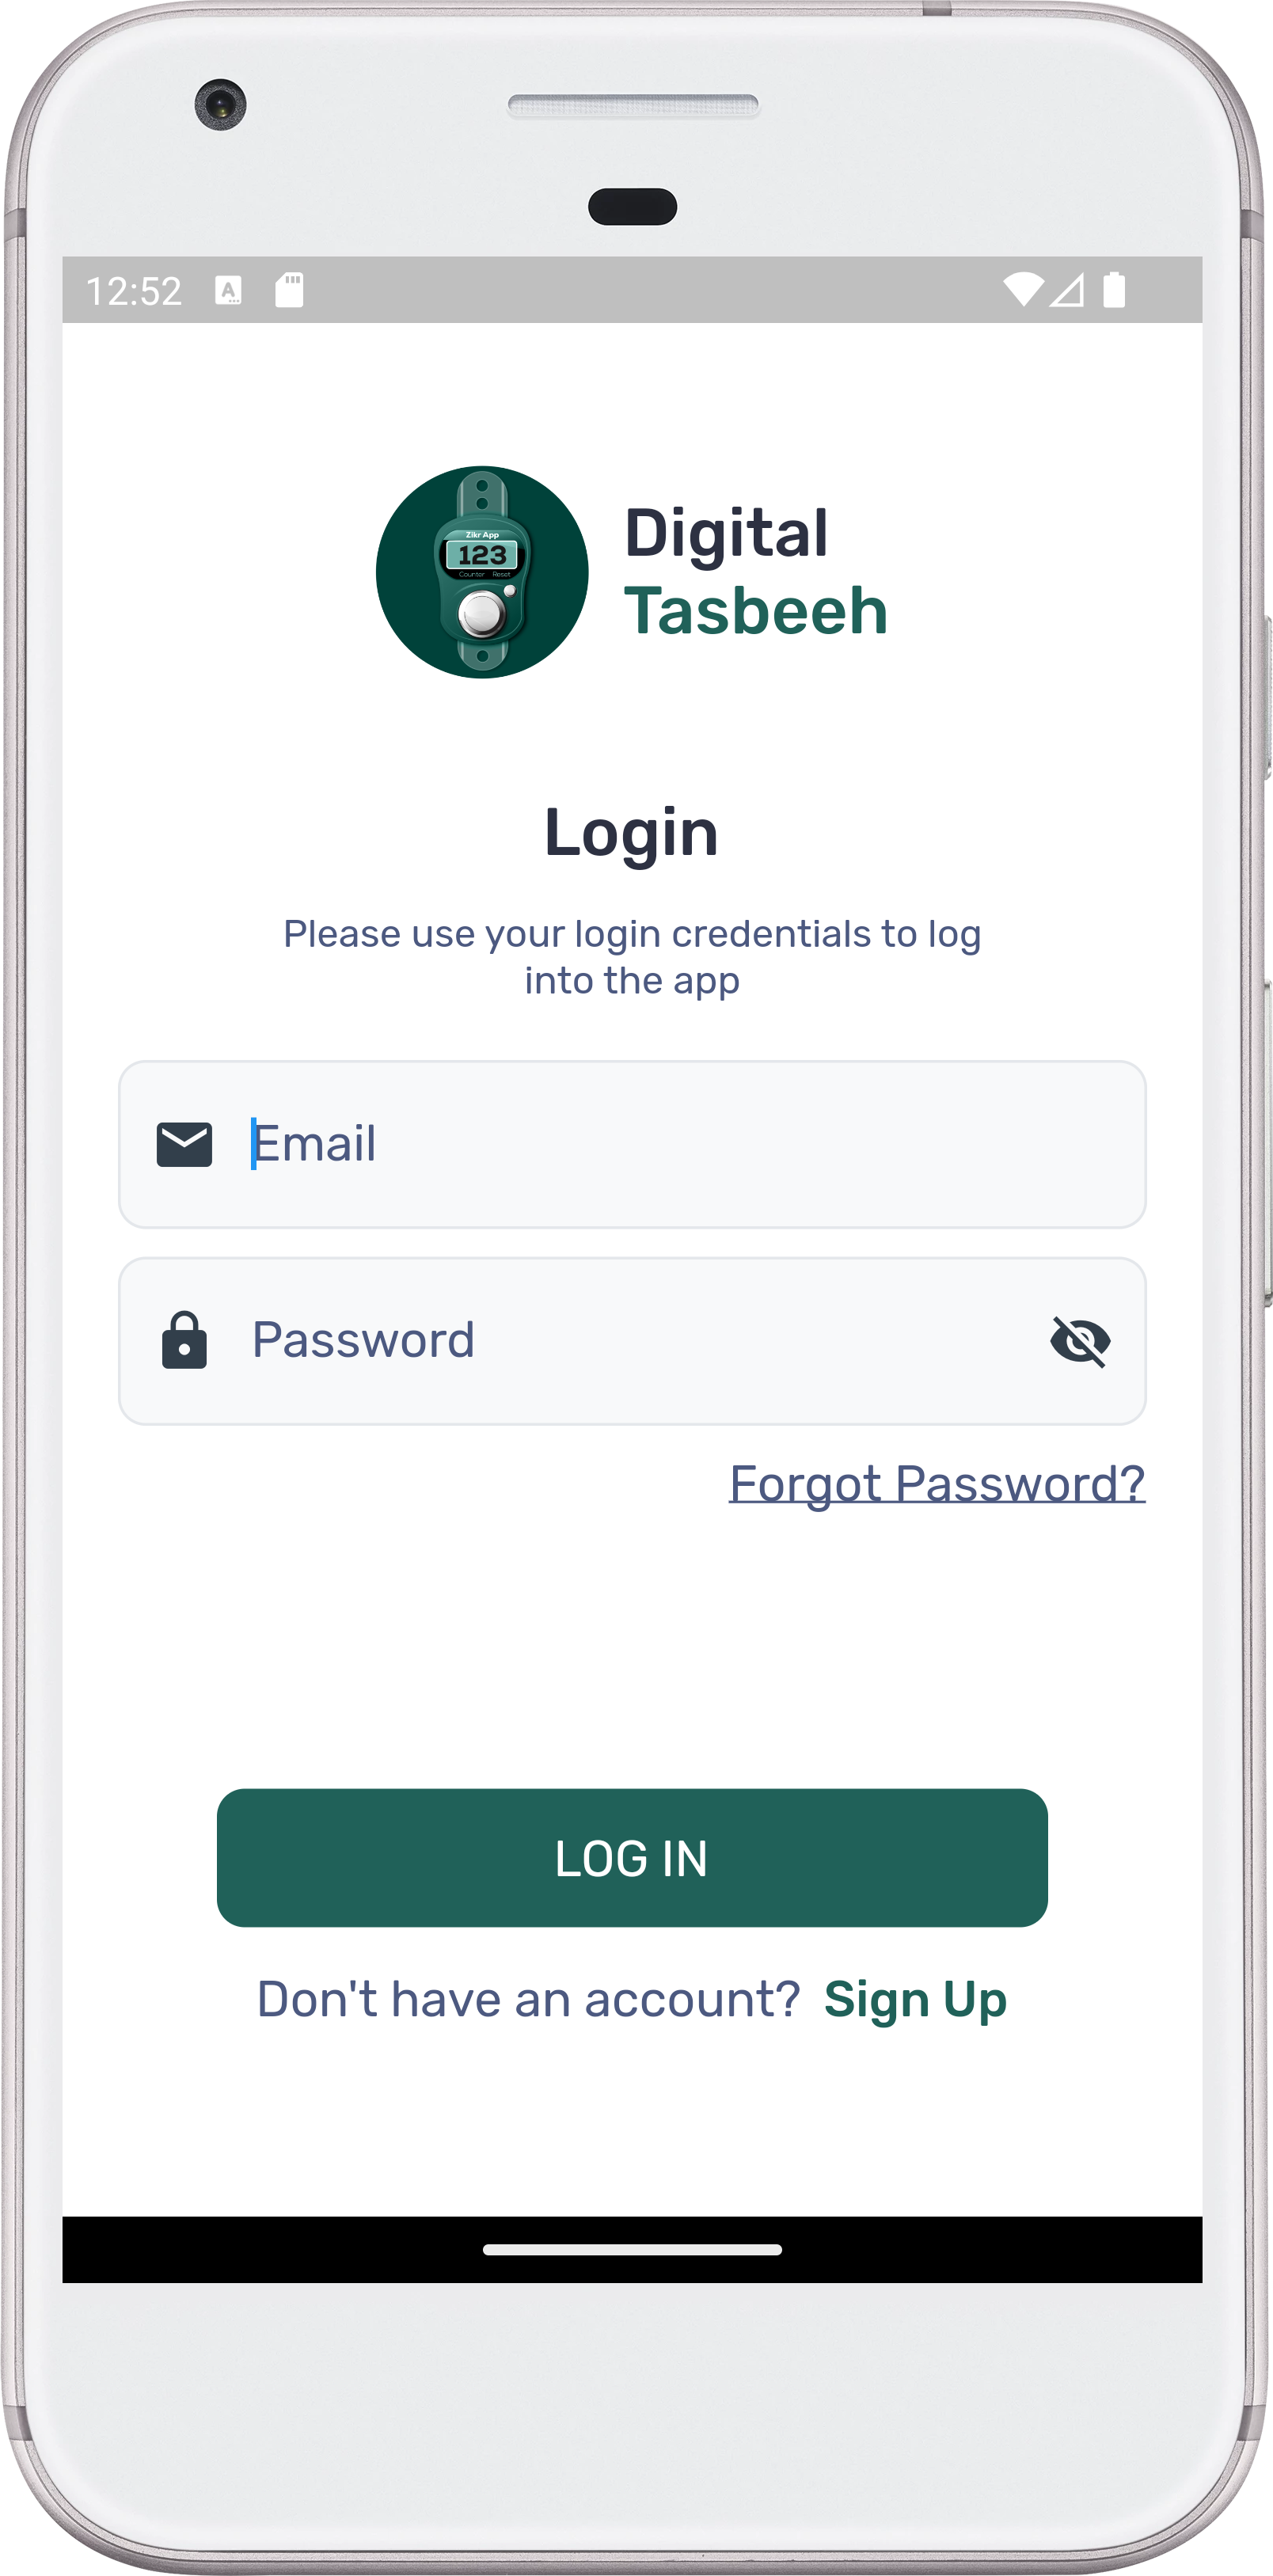 12:52
A
Zikr App
123
Counter Reset
Digital
Tasbeeh
Login
Please use your login credentials to log
into the app
Email
Password
Forgot Password?
LOG IN
Don't have an account? Sign Up